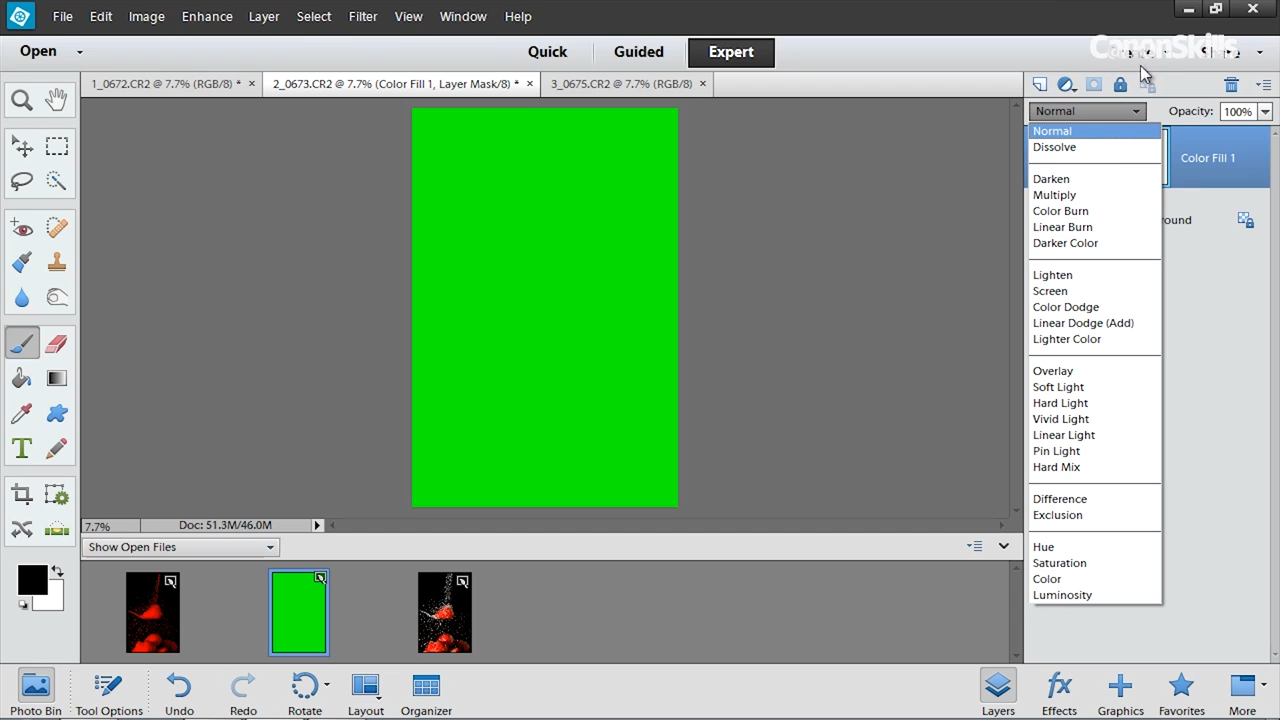 File Edit Image Enhance Layer Select Filter View Window Help
Open Quick Guided Expert
CanonSkills
1_0672.CR2 @ 7.7% (RGB/8) * × 2_0673.CR2 @ 7.7% (Color Fill 1, Layer Mask/8) * × 3_0675.CR2 @ 7.7% (RGB/8) ×
Normal Opacity: 100%
Normal
Dissolve
Darken
Multiply
Color Burn
Linear Burn
Darker Color
Lighten
Screen
Color Dodge
Linear Dodge (Add)
Lighter Color
Overlay
Soft Light
Hard Light
Vivid Light
Linear Light
Pin Light
Hard Mix
Difference
Exclusion
Hue
Saturation
Color
Luminosity
Color Fill 1
ound
T
7.7% Doc: 51.3M/46.0M
Show Open Files
Photo Bin Tool Options Undo Redo Rotate Layout Organizer
fx
Layers Effects Graphics Favorites More